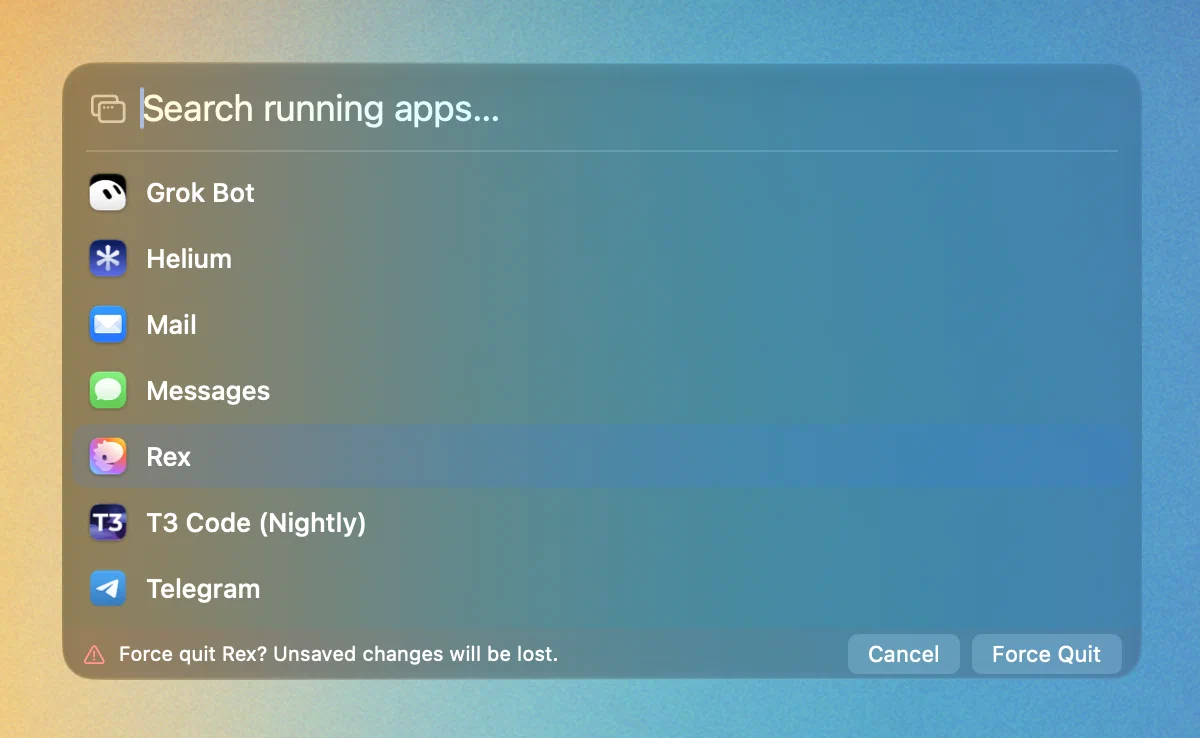 Search running apps...
Grok Bot
Helium
Mail
Messages
Rex
T3 T3 Code (Nightly)
Telegram
Force quit Rex? Unsaved changes will be lost. Cancel Force Quit